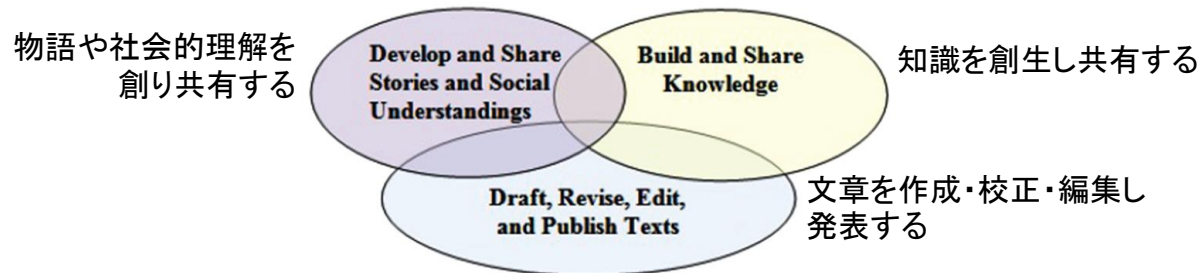 物語や社会的理解を
創り共有する
Develop and Share
Stories and Social
Understandings
Build and Share
Knowledge
知識を創生し共有する
Draft, Revise, Edit,
and Publish Texts
文章を作成・校正・編集し
発表する